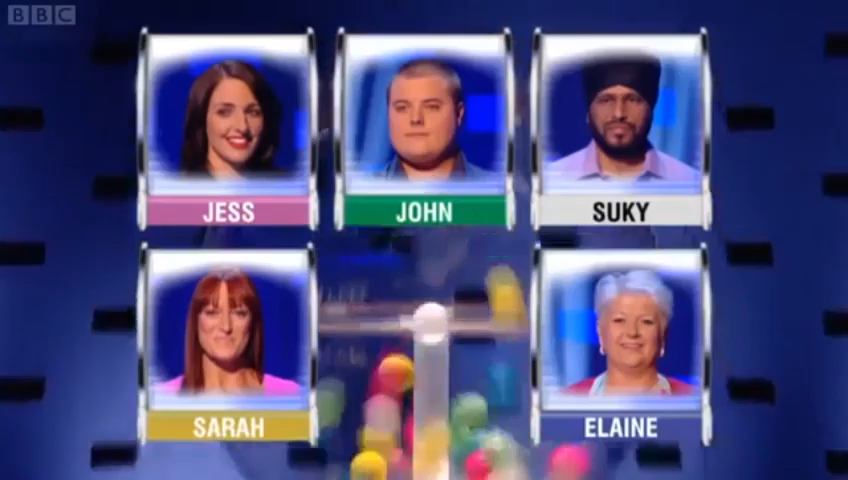 BBC
JESS
JOHN
SUKY
SARAH
ELAINE